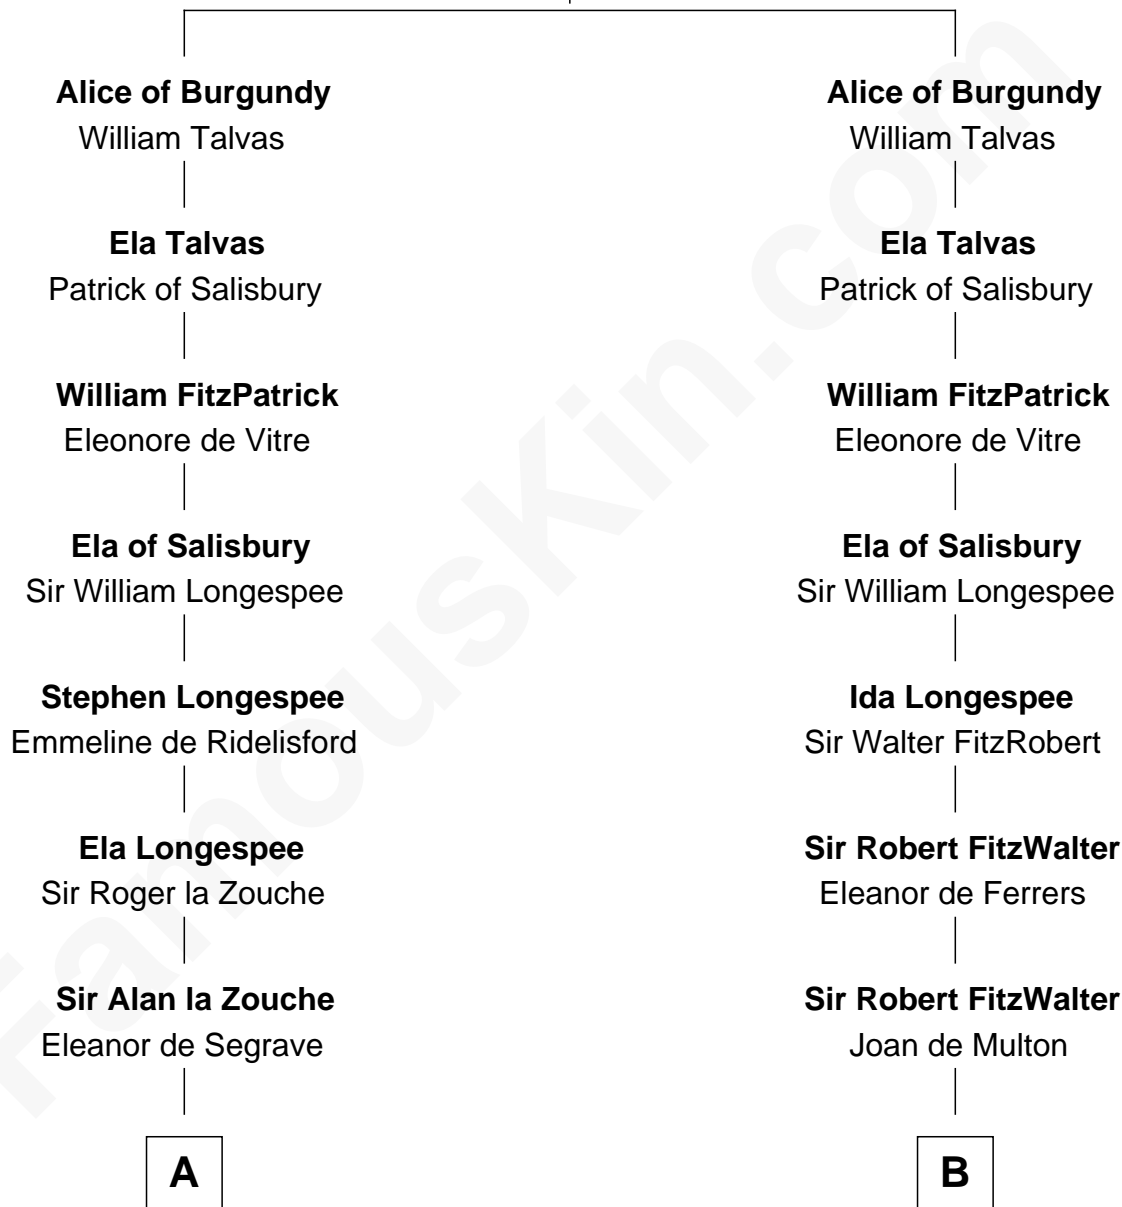 Alice of Burgundy
William Talvas
Ela Talvas
Patrick of Salisbury
William FitzPatrick
Eleonore de Vitre
Ela of Salisbury
Sir William Longespee
Stephen Longespee
Emmeline de Ridelisford
Ela Longespee
Sir Roger la Zouche
Sir Alan la Zouche
Eleanor de Segrave
A
Alice of Burgundy
William Talvas
Ela Talvas
Patrick of Salisbury
William FitzPatrick
Eleonore de Vitre
Ela of Salisbury
Sir William Longespee
Ida Longespee
Sir Walter FitzRobert
Sir Robert FitzWalter
Eleanor de Ferrers
Sir Robert FitzWalter
Joan de Multon
B
FamousKin.com